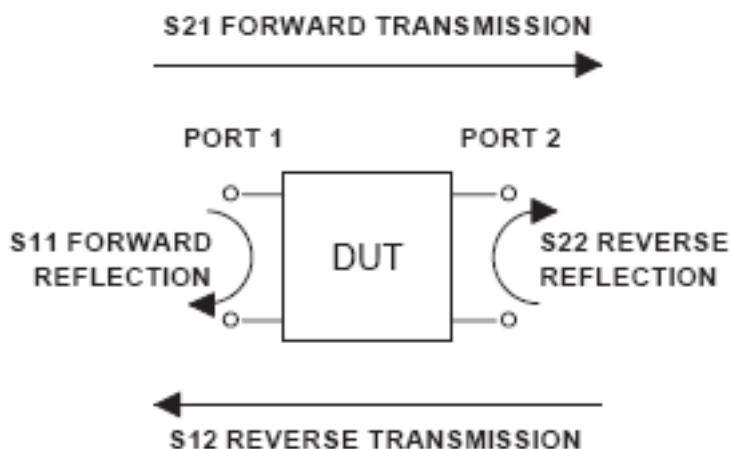 S21 FORWARD TRANSMISSION
PORT 1
PORT 2
S11 FORWARD
REFLECTION
DUT
S22 REVERSE
REFLECTION
S12 REVERSE TRANSMISSION